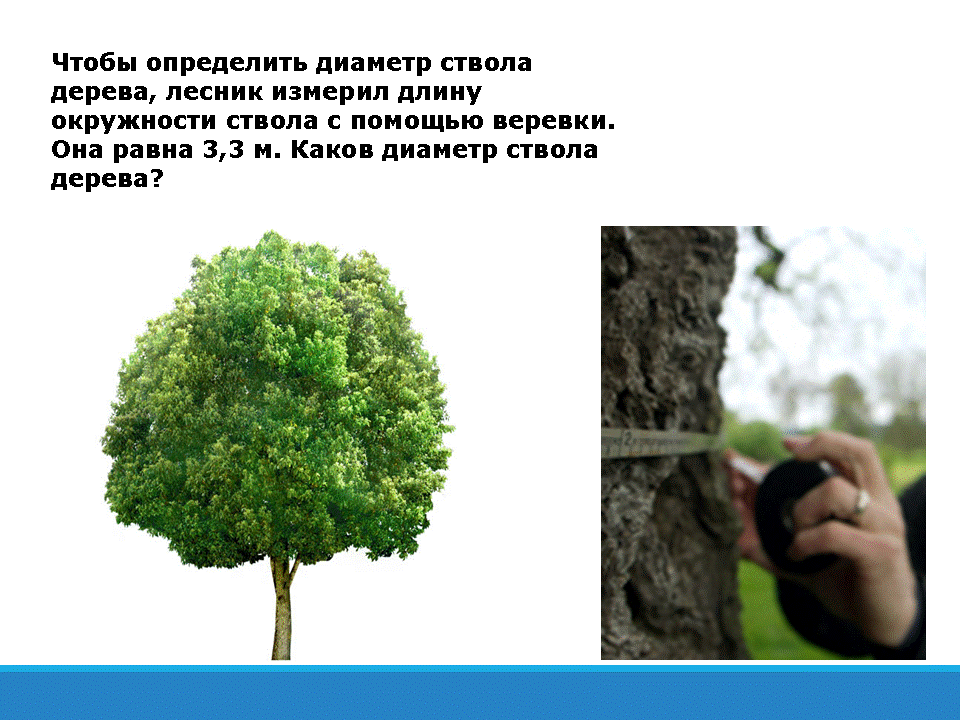 Чтобы определить диаметр ствола
дерева, лесник измерил длину
окружности ствола с помощью веревки.
Она равна 3,3 м. Каков диаметр ствола
дерева?
2